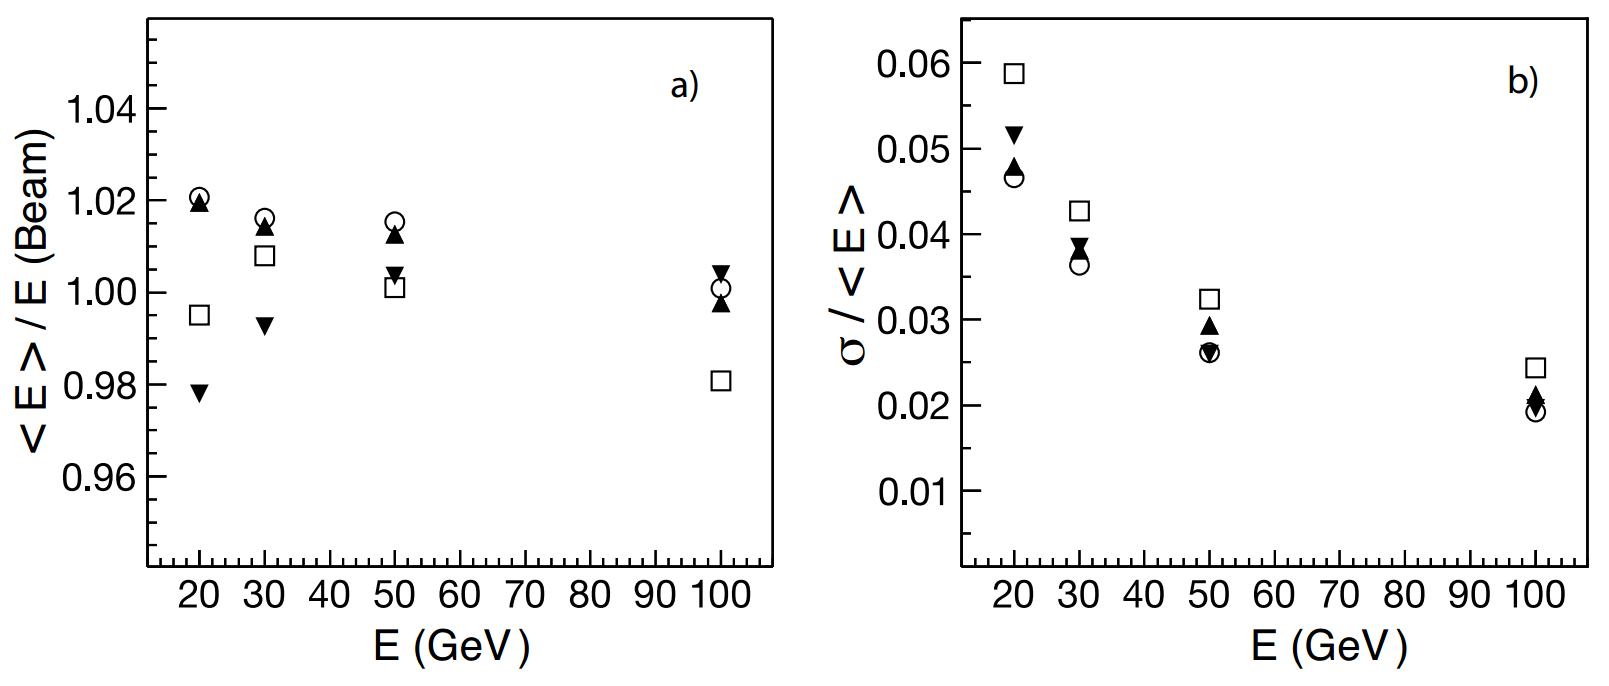 a)
1.04
1.02
1.00
0.98
0.96
< E > / E (Beam)
20 30 40 50 60 70 80 90 100
E (GeV)
b)
0.06
0.05
0.04
0.03
0.02
0.01
σ / < E >
20 30 40 50 60 70 80 90 100
E (GeV)